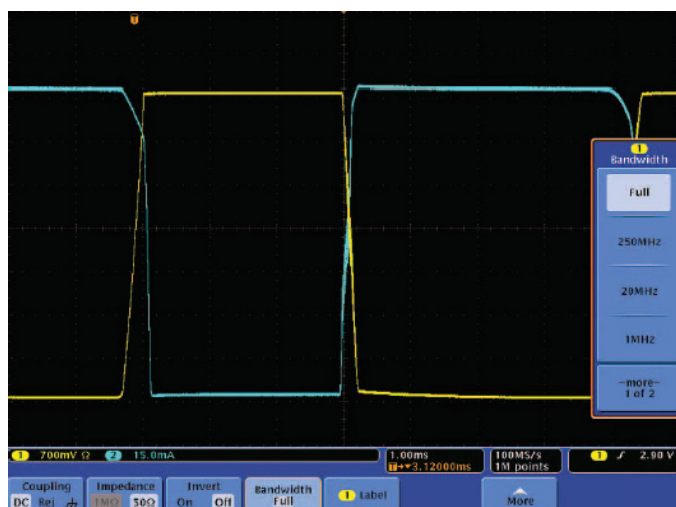 T
1
Bandwidth
Full
250MHz
20MHz
1MHz
-more-
1 of 2
1 700mV Ω 2 15.0mA
1.00ms
T→▾3.12000ms
100MS/s
1M points
1 2.90 V
Coupling
DC Rej
Impedance
1MΩ 50Ω
Invert
On Off
Bandwidth
Full
1 Label
More